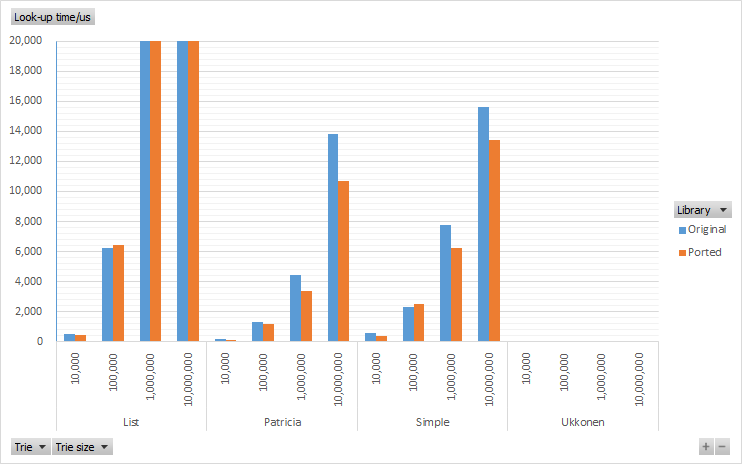 Look-up time/us
20,000
18,000
16,000
14,000
12,000
10,000
8,000
6,000
4,000
2,000
0
10,000
100,000
1,000,000
10,000,000
10,000
100,000
1,000,000
10,000,000
10,000
100,000
1,000,000
10,000,000
10,000
100,000
1,000,000
10,000,000
List
Patricia
Simple
Ukkonen
Library
Original
Ported
Trie
Trie size
+ −